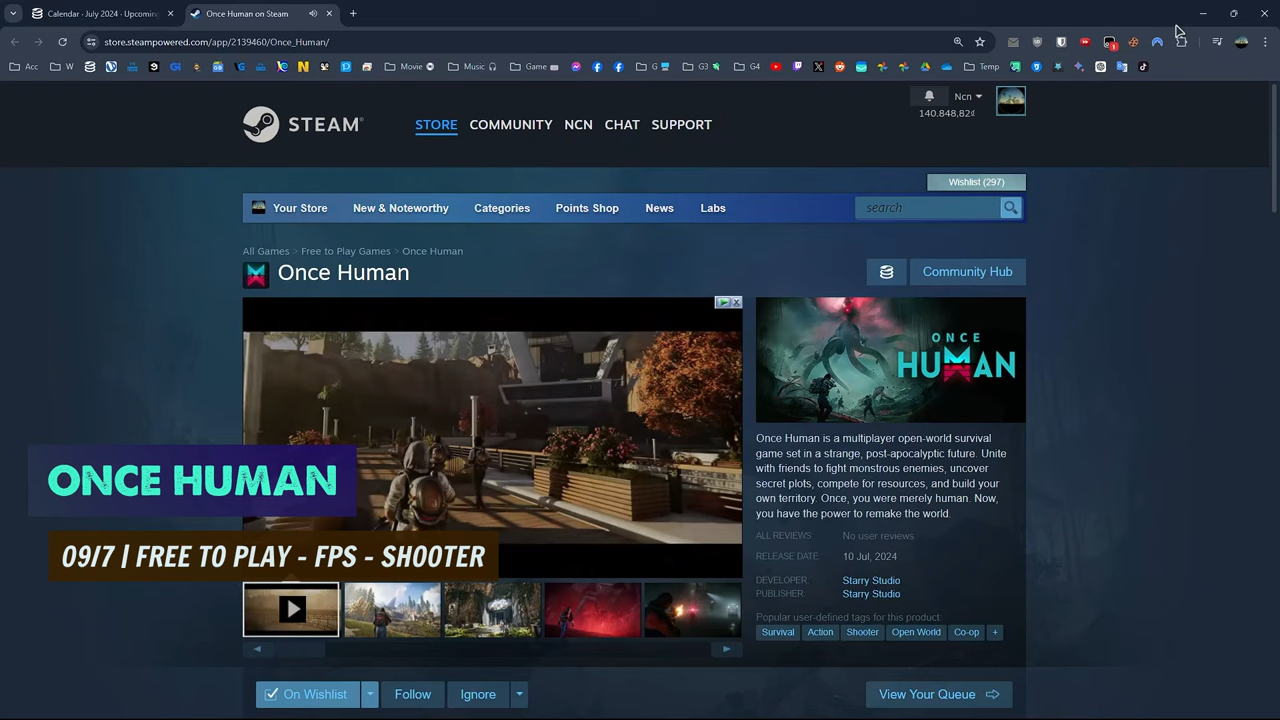 Calendar · July 2024 - Upcoming
Once Human on Steam
store.steampowered.com/app/2139460/Once_Human/
Acc
W
Movie
Music
Game
G
G3
G4
Temp
1
STEAM®
STORE
COMMUNITY
NCN
CHAT
SUPPORT
Ncn
140.848,82₫
Wishlist (297)
Your Store
New & Noteworthy
Categories
Points Shop
News
Labs
search
All Games > Free to Play Games > Once Human
Once Human
Community Hub
ONCE
HUMAN
Once Human is a multiplayer open-world survival
game set in a strange, post-apocalyptic future. Unite
with friends to fight monstrous enemies, uncover
secret plots, compete for resources, and build your
own territory. Once, you were merely human. Now,
you have the power to remake the world.
ALL REVIEWS: No user reviews
RELEASE DATE: 10 Jul, 2024
DEVELOPER: Starry Studio
PUBLISHER: Starry Studio
Popular user-defined tags for this product:
Survival
Action
Shooter
Open World
Co-op
+
ONCE HUMAN
09/7 | FREE TO PLAY - FPS - SHOOTER
On Wishlist
Follow
Ignore
View Your Queue